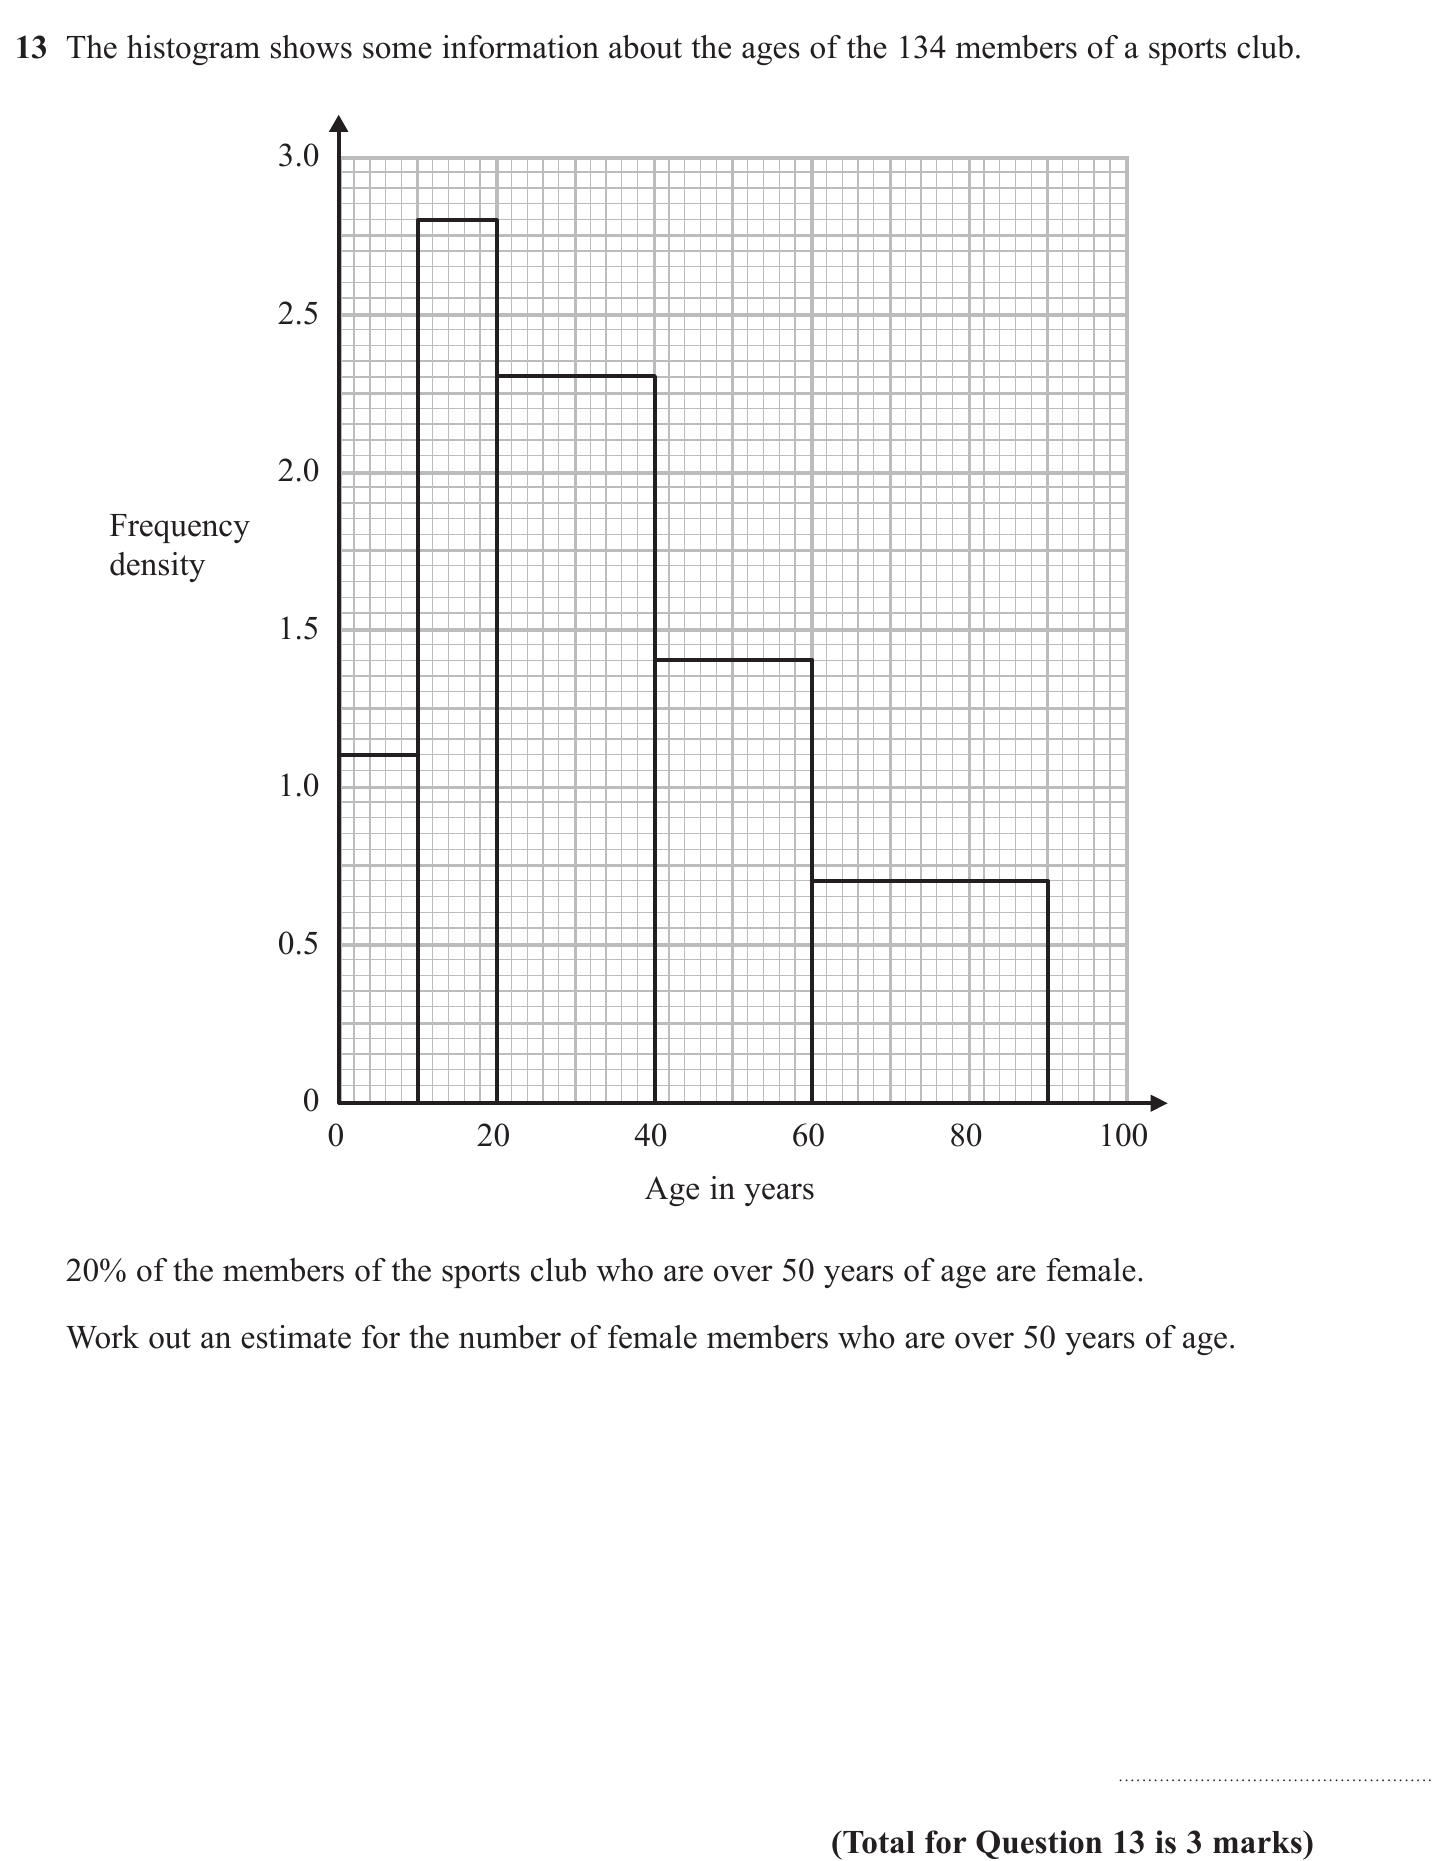 13 The histogram shows some information about the ages of the 134 members of a sports club.
3.0
2.5
2.0
Frequency
density
1.5
1.0
0.5
0
0 20 40 60 80 100
Age in years
20% of the members of the sports club who are over 50 years of age are female.
Work out an estimate for the number of female members who are over 50 years of age.
(Total for Question 13 is 3 marks)